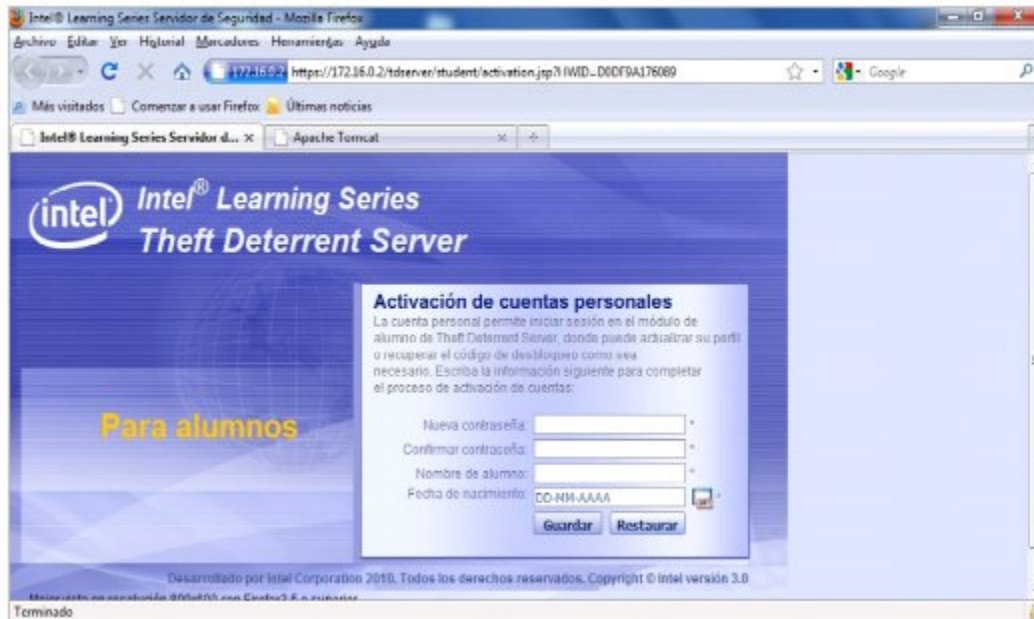 Intel® Learning Series Servidor de Seguridad - Mozilla Firefox
Archivo Editar Ver Historial Marcadores Herramientas Ayuda
172.16.0.2 https://172.16.0.2/tdserver/student/activation.jsp?HWID=D0DF9A176089
Google
Más visitados Comenzar a usar Firefox Últimas noticias
Intel® Learning Series Servidor d... Apache Tomcat
intel Intel® Learning Series
Theft Deterrent Server
Activación de cuentas personales
La cuenta personal permite iniciar sesión en el módulo de
alumno de Theft Deterrent Server, donde puede actualizar su perfil
o recuperar el código de desbloqueo como sea
necesario. Escriba la información siguiente para completar
el proceso de activación de cuentas:
Para alumnos
Nueva contraseña: *
Confirmar contraseña: *
Nombre de alumno: *
Fecha de nacimiento: DD-MM-AAAA *
Guardar Restaurar
Desarrollado por Intel Corporation 2010. Todos los derechos reservados. Copyright © Intel versión 3.0
Terminado